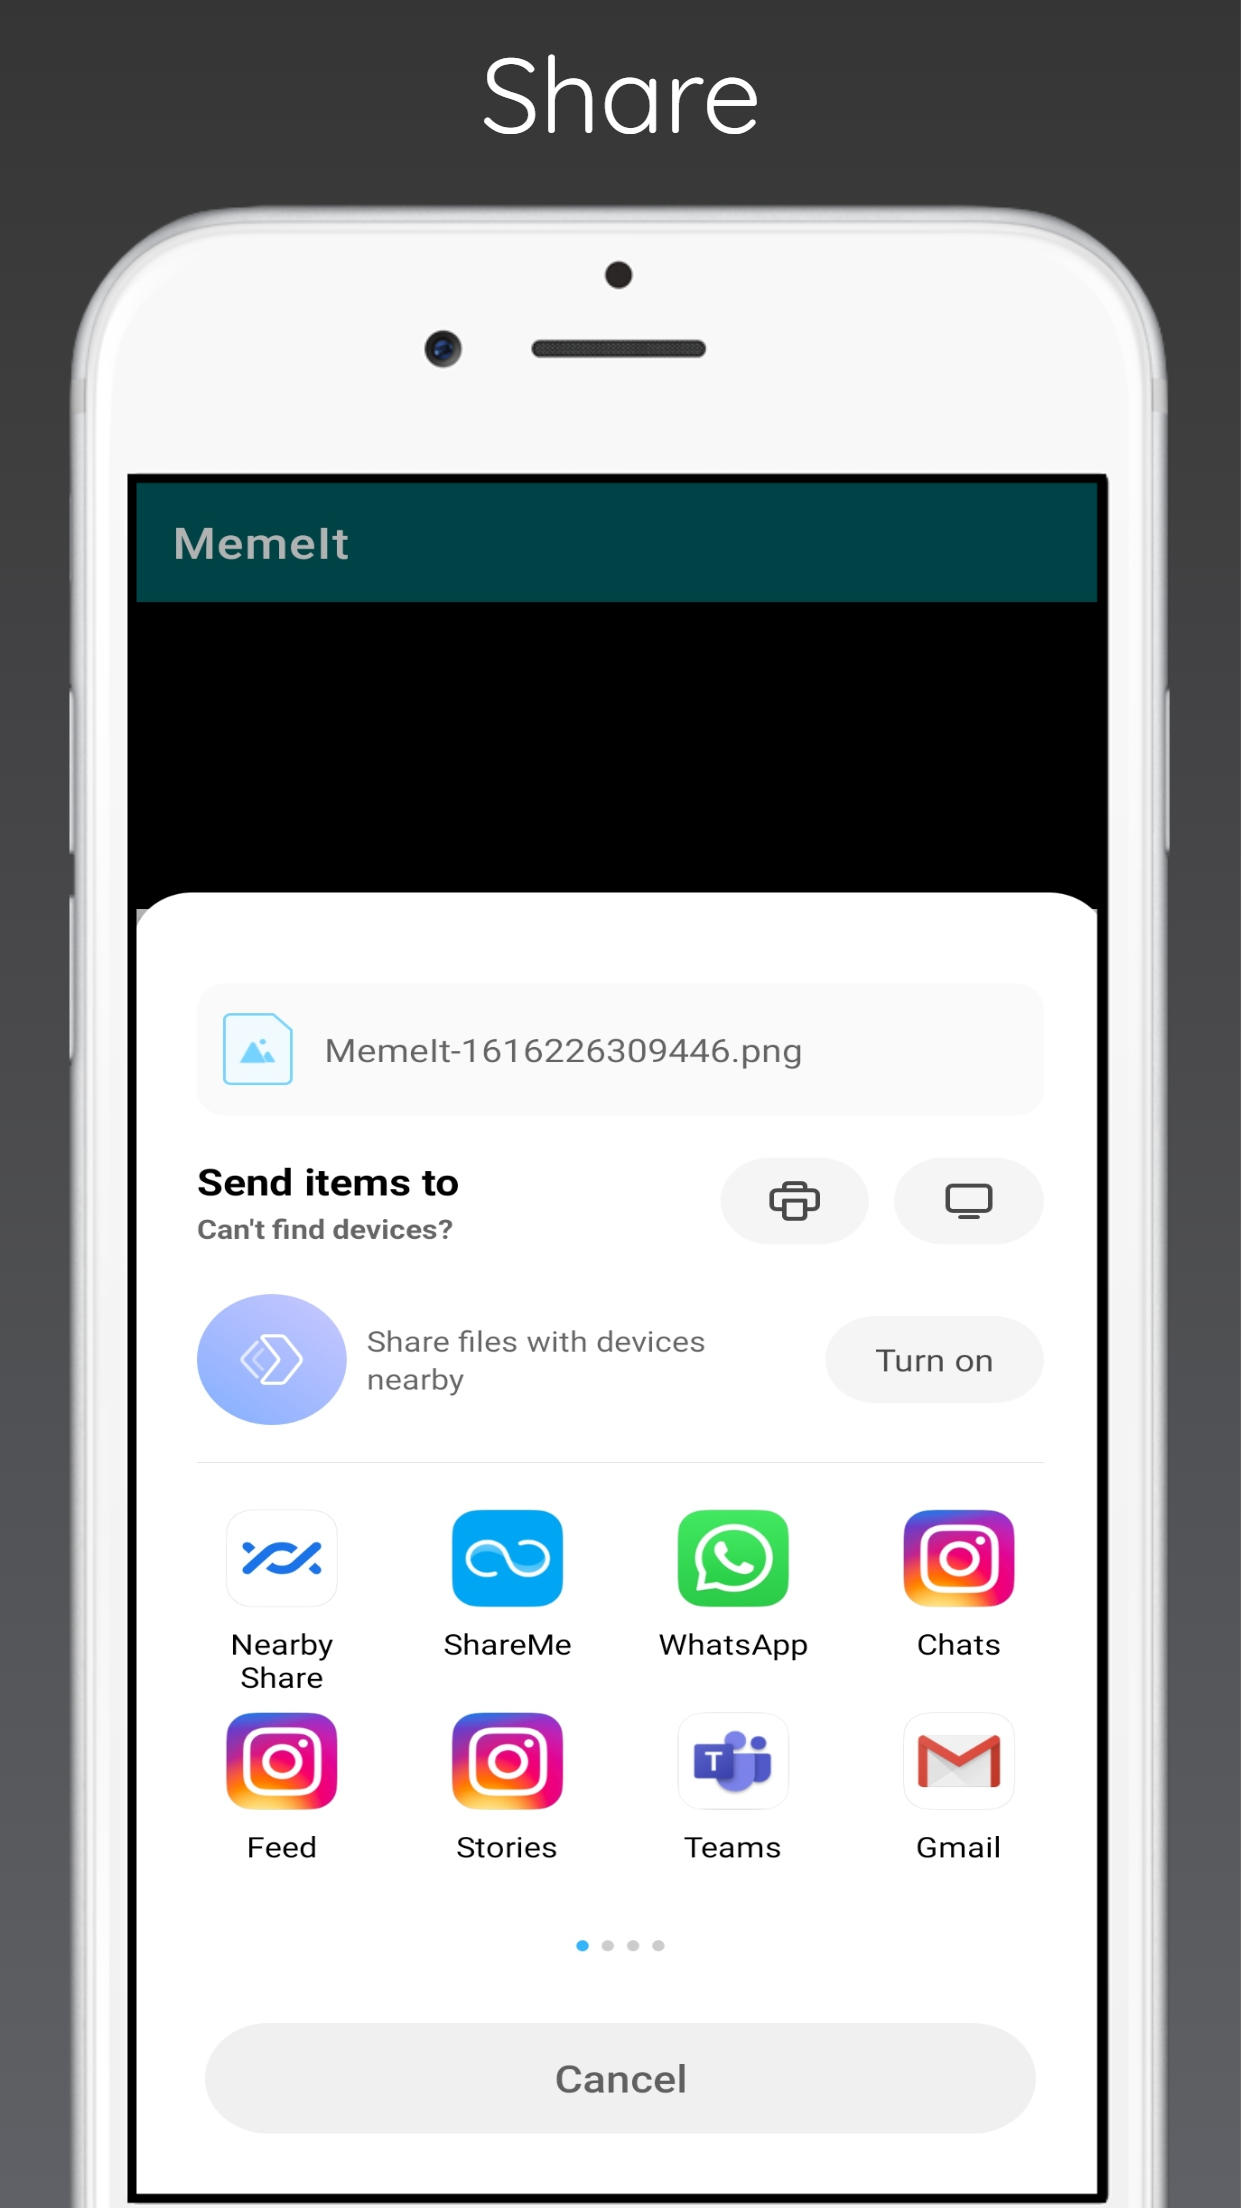 Share
MemeIt
MemeIt-1616226309446.png
Send items to
Can't find devices?
Share files with devices
nearby
Turn on
Nearby
Share
ShareMe
WhatsApp
Chats
T
Feed
Stories
Teams
Gmail
Cancel